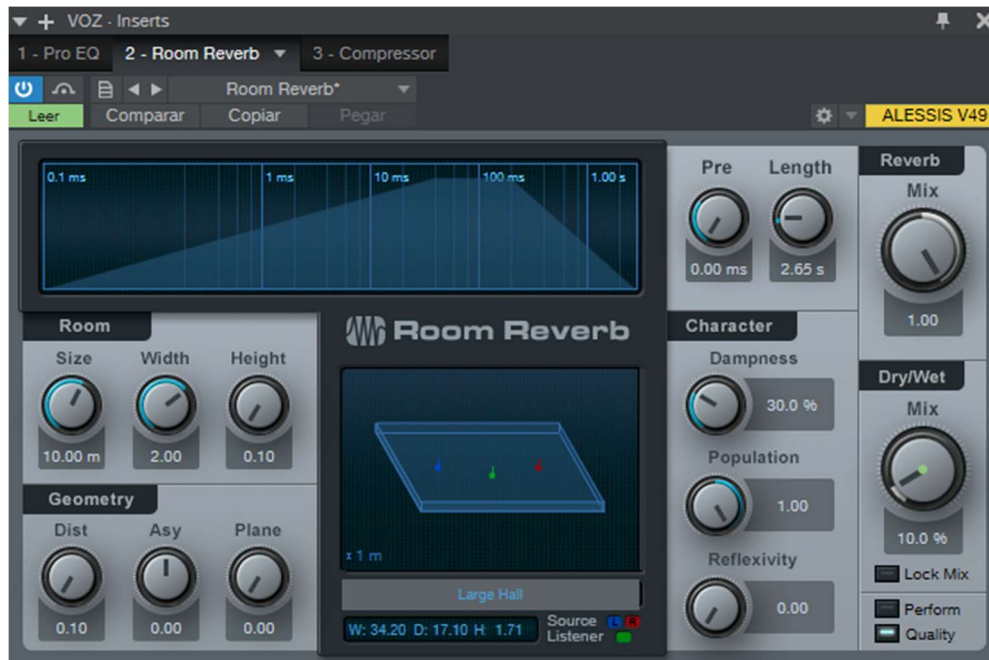 VOZ - Inserts
1 - Pro EQ 2 - Room Reverb 3 - Compressor
Room Reverb*
Leer Comparar Copiar Pegar ALESSIS V49
0.1 ms 1 ms 10 ms 100 ms 1.00 s
Pre Length
0.00 ms 2.65 s
Reverb
Mix
1.00
Room
Size Width Height
10.00 m 2.00 0.10
Geometry
Dist Asy Plane
0.10 0.00 0.00
Room Reverb
x 1 m
Large Hall
W: 34.20 D: 17.10 H: 1.71
Source L R
Listener
Character
Dampness
30.0 %
Population
1.00
Reflexivity
0.00
Dry/Wet
Mix
10.0 %
Lock Mix
Perform
Quality